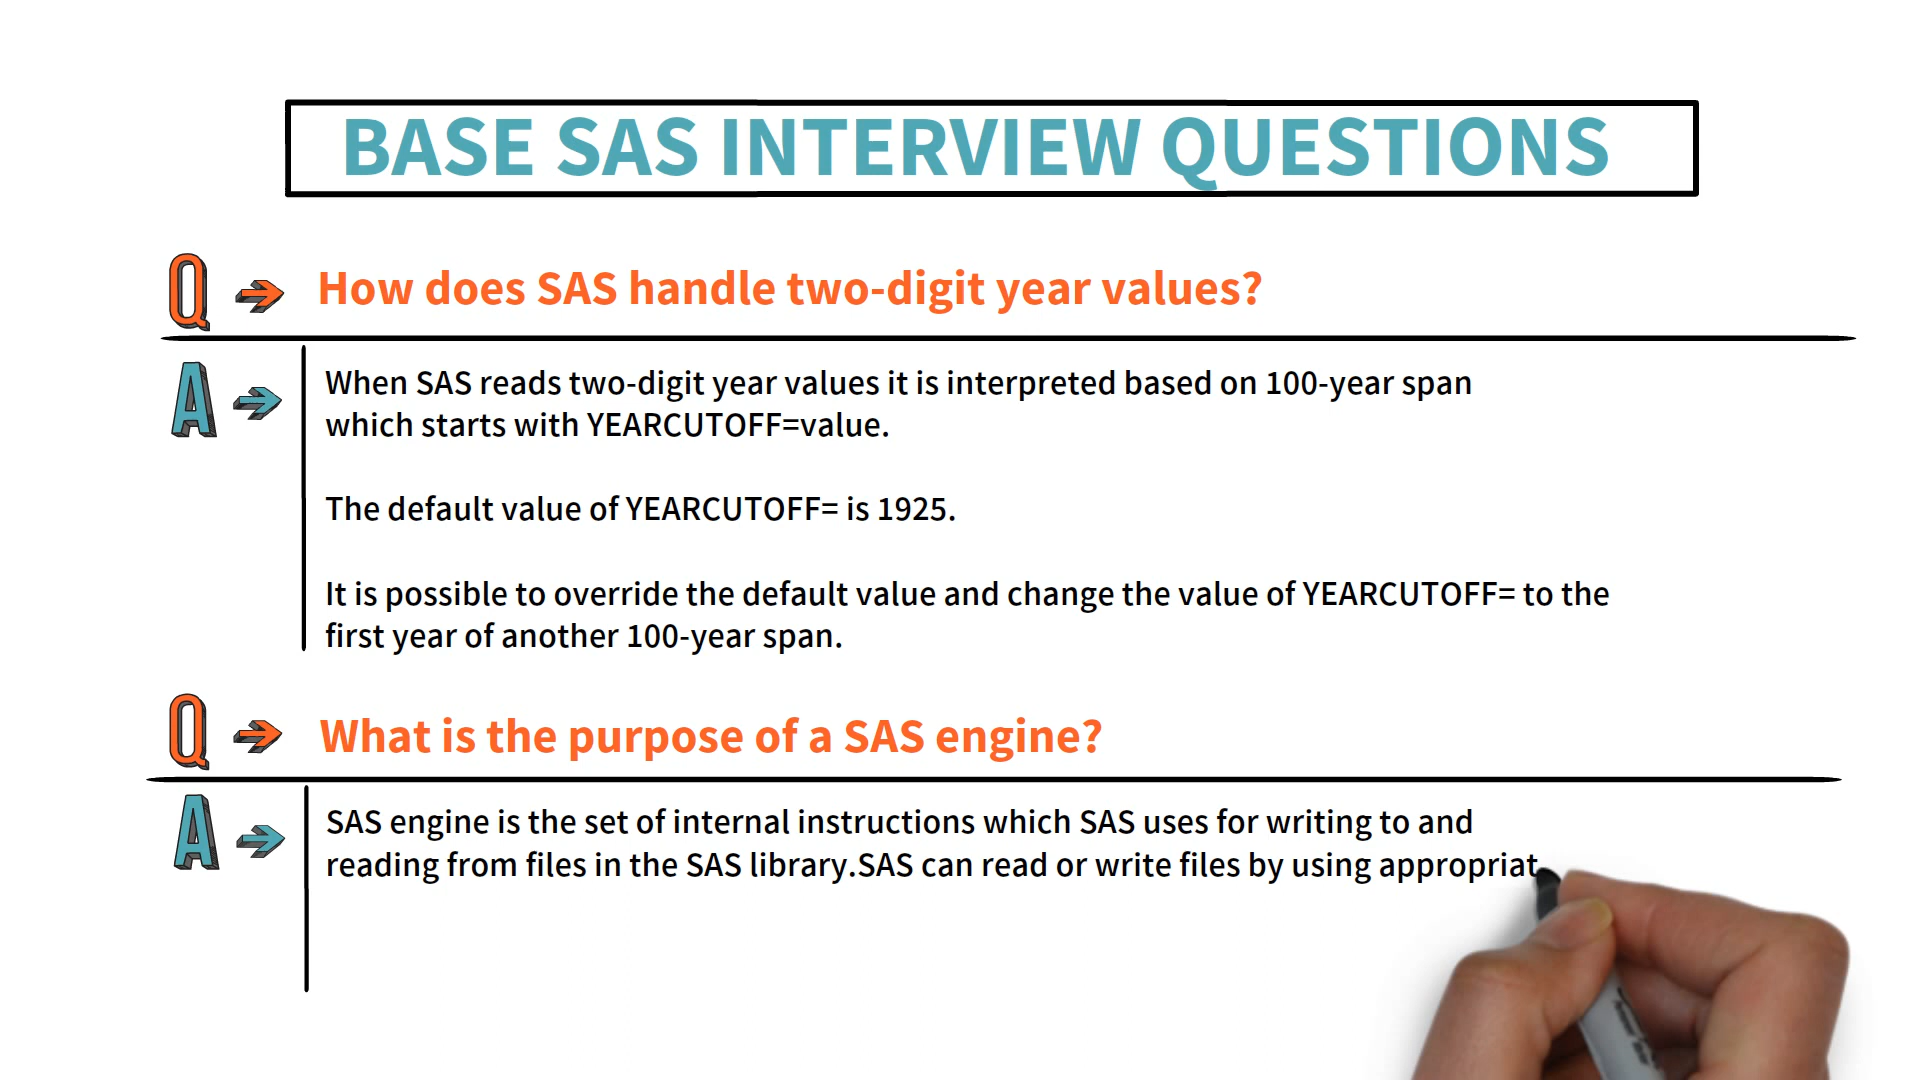 BASE SAS INTERVIEW QUESTIONS
Q How does SAS handle two-digit year values?
A When SAS reads two-digit year values it is interpreted based on 100-year span
which starts with YEARCUTOFF=value.
The default value of YEARCUTOFF= is 1925.
It is possible to override the default value and change the value of YEARCUTOFF= to the
first year of another 100-year span.
Q What is the purpose of a SAS engine?
A SAS engine is the set of internal instructions which SAS uses for writing to and
reading from files in the SAS library.SAS can read or write files by using appropriat